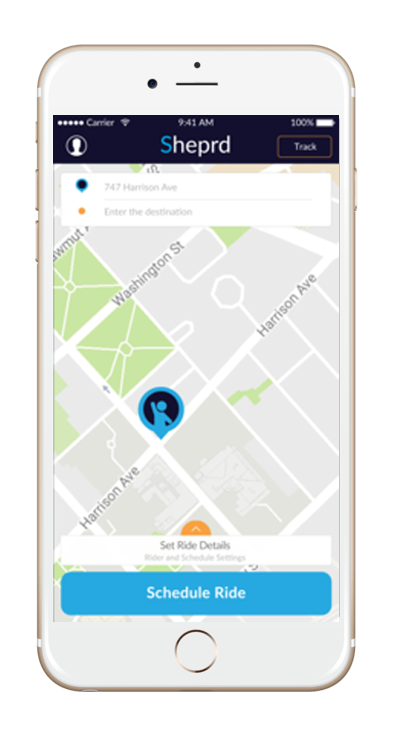 Carrier 9:41 AM 100%
Sheprd
Track
747 Harrison Ave
Enter the destination
Washington St
Harrison Ave
Harrison Ave
Set Ride Details
Rider and Schedule Settings
Schedule Ride